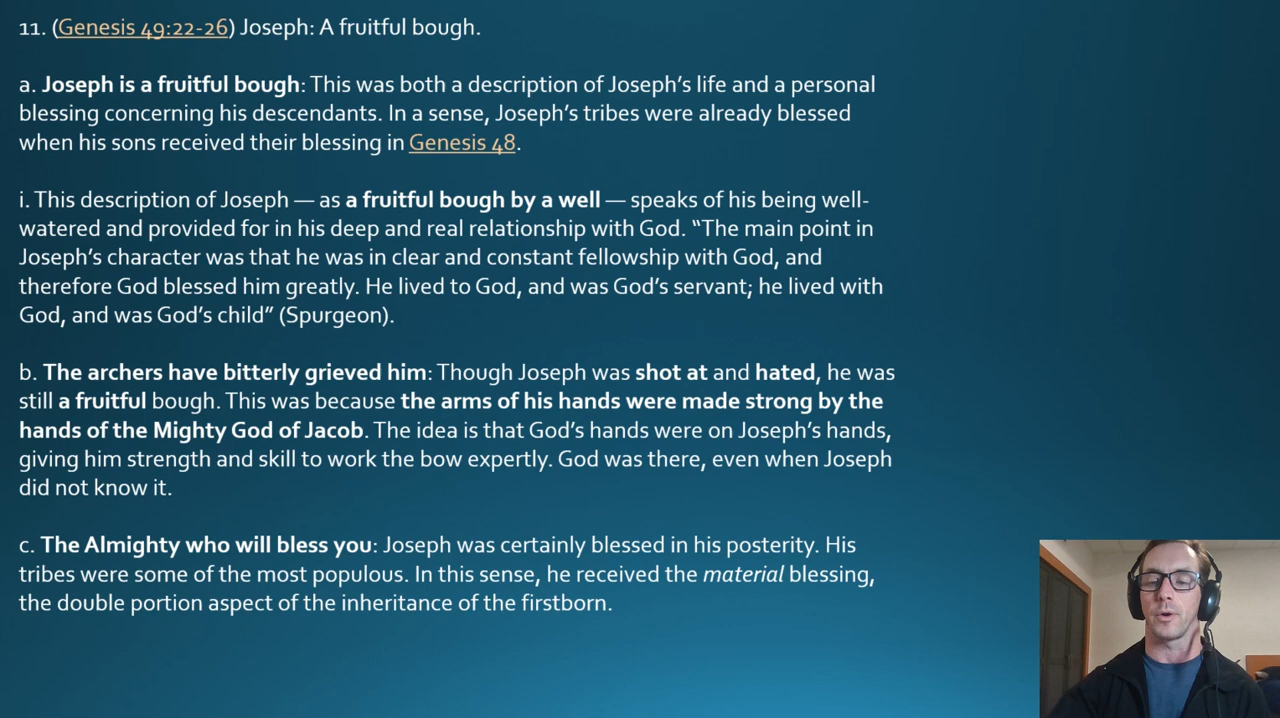 11. (Genesis 49:22-26) Joseph: A fruitful bough.
a. Joseph is a fruitful bough: This was both a description of Joseph’s life and a personal
blessing concerning his descendants. In a sense, Joseph’s tribes were already blessed
when his sons received their blessing in Genesis 48.
i. This description of Joseph — as a fruitful bough by a well — speaks of his being well-
watered and provided for in his deep and real relationship with God. “The main point in
Joseph’s character was that he was in clear and constant fellowship with God, and
therefore God blessed him greatly. He lived to God, and was God’s servant; he lived with
God, and was God’s child” (Spurgeon).
b. The archers have bitterly grieved him: Though Joseph was shot at and hated, he was
still a fruitful bough. This was because the arms of his hands were made strong by the
hands of the Mighty God of Jacob. The idea is that God’s hands were on Joseph’s hands,
giving him strength and skill to work the bow expertly. God was there, even when Joseph
did not know it.
c. The Almighty who will bless you: Joseph was certainly blessed in his posterity. His
tribes were some of the most populous. In this sense, he received the material blessing,
the double portion aspect of the inheritance of the firstborn.